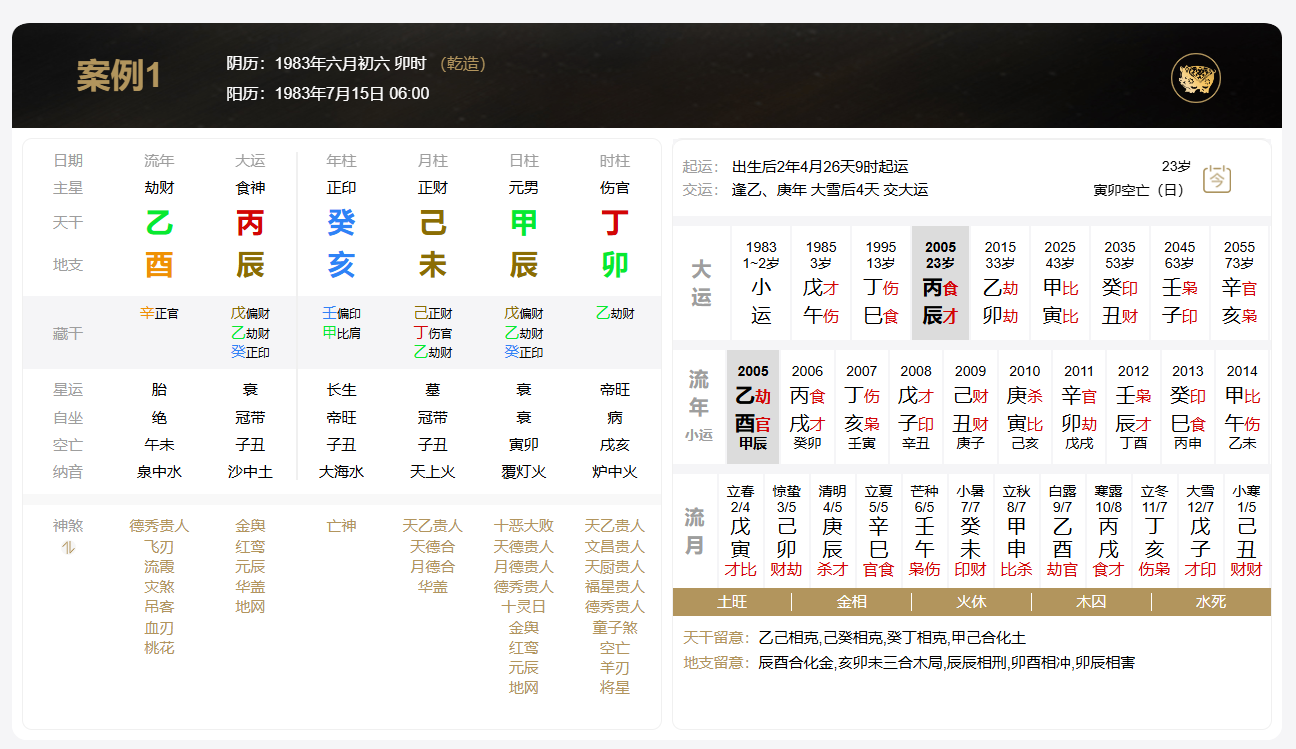 案例1
阴历：1983年六月初六 卯时 （乾造）
阳历：1983年7月15日 06:00
日期 流年 大运 年柱 月柱 日柱 时柱
主星 劫财 食神 正印 正财 元男 伤官
天干 乙 丙 癸 己 甲 丁
地支 酉 辰 亥 未 辰 卯
藏干 辛正官 戊偏财 壬偏印 己正财 戊偏财 乙劫财
乙劫财 甲比肩 丁伤官 乙劫财
癸正印 乙劫财 癸正印
星运 胎 衰 长生 墓 衰 帝旺
自坐 绝 冠带 帝旺 冠带 衰 病
空亡 午未 子丑 子丑 子丑 寅卯 戌亥
纳音 泉中水 沙中土 大海水 天上火 覆灯火 炉中火
神煞 德秀贵人 金舆 亡神 天乙贵人 十恶大败 天乙贵人
飞刃 红鸾 天德合 天德贵人 文昌贵人
流霞 元辰 月德合 月德贵人 天厨贵人
灾煞 华盖 华盖 德秀贵人 福星贵人
吊客 地网 十灵日 德秀贵人
血刃 金舆 童子煞
桃花 红鸾 空亡
元辰 羊刃
地网 将星
起运： 出生后2年4月26天9时起运 23岁
交运： 逢乙、庚年 大雪后4天 交大运 寅卯空亡（日）
今
大运
1983 1985 1995 2005 2015 2025 2035 2045 2055
1~2岁 3岁 13岁 23岁 33岁 43岁 53岁 63岁 73岁
小 戊才 丁伤 丙食 乙劫 甲比 癸印 壬枭 辛官
运 午伤 巳食 辰才 卯劫 寅比 丑财 子印 亥枭
流年
小运
2005 2006 2007 2008 2009 2010 2011 2012 2013 2014
乙劫 丙食 丁伤 戊才 己财 庚杀 辛官 壬枭 癸印 甲比
酉官 戌才 亥枭 子印 丑财 寅比 卯劫 辰才 巳食 午伤
甲辰 癸卯 壬寅 辛丑 庚子 己亥 戊戌 丁酉 丙申 乙未
流月
立春 惊蛰 清明 立夏 芒种 小暑 立秋 白露 寒露 立冬 大雪 小寒
2/4 3/5 4/5 5/5 6/5 7/7 8/7 9/7 10/8 11/7 12/7 1/5
戊 己 庚 辛 壬 癸 甲 乙 丙 丁 戊 己
寅 卯 辰 巳 午 未 申 酉 戌 亥 子 丑
才比 财劫 杀才 官食 枭伤 印财 比杀 劫官 食才 伤枭 才印 财财
土旺 金相 火休 木囚 水死
天干留意： 乙己相克,己癸相克,癸丁相克,甲己合化土
地支留意： 辰酉合化金,亥卯未三合木局,辰辰相刑,卯酉相冲,卯辰相害